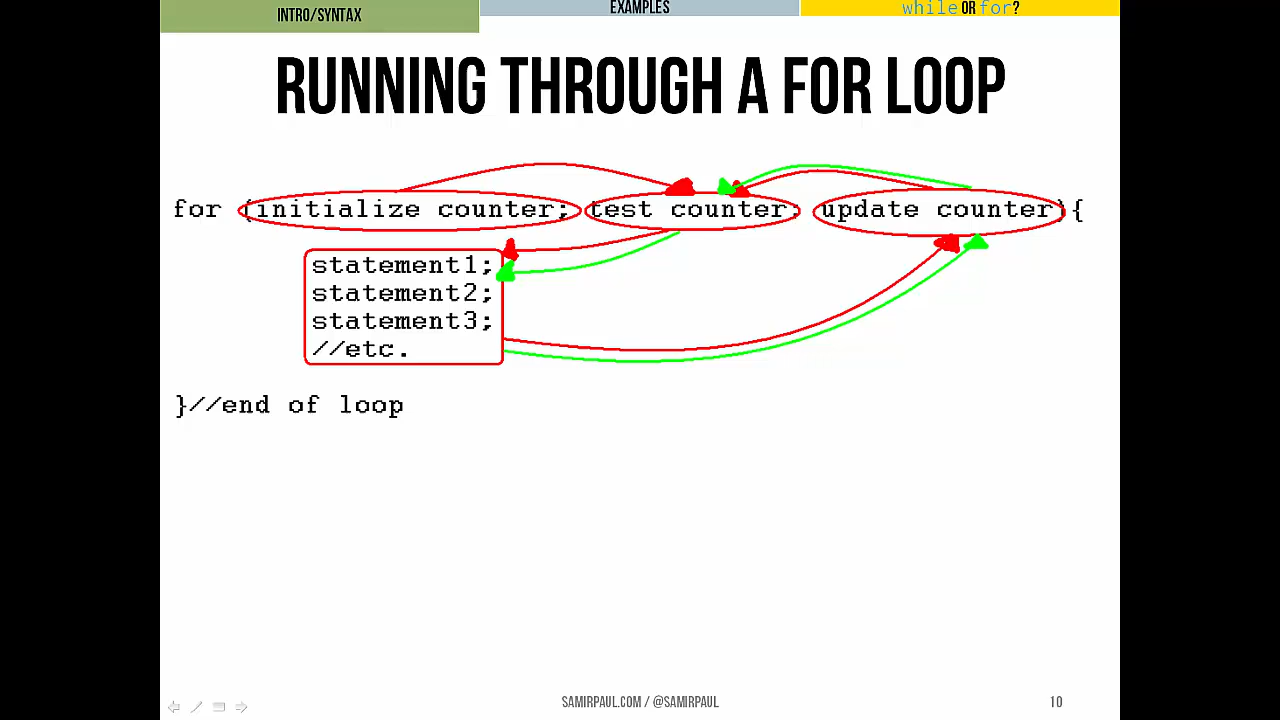 INTRO/SYNTAX
EXAMPLES
while OR for?
RUNNING THROUGH A FOR LOOP
for (initialize counter; test counter; update counter){
statement1;
statement2;
statement3;
//etc.
}//end of loop
SAMIRPAUL.COM / @SAMIRPAUL
10